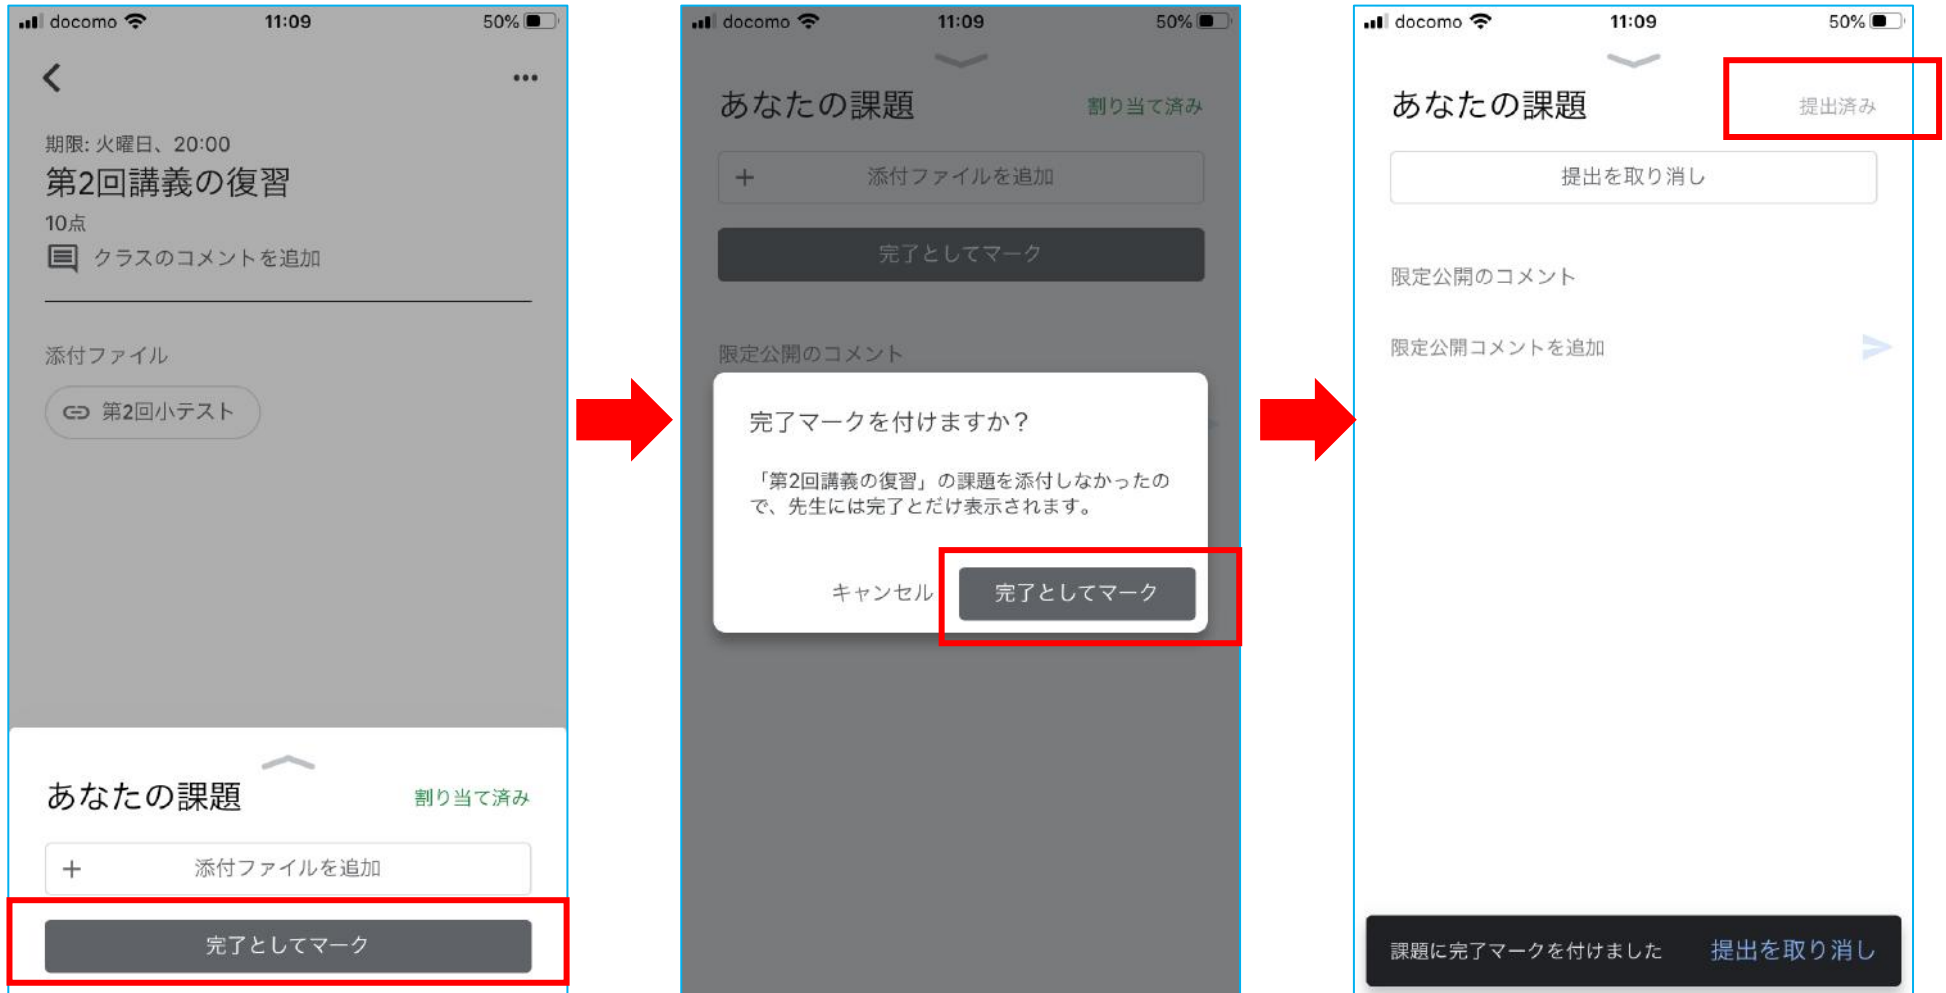 docomo 11:09 50%
期限: 火曜日、20:00
第2回講義の復習
10点
クラスのコメントを追加
添付ファイル
第2回小テスト
あなたの課題 割り当て済み
+ 添付ファイルを追加
完了としてマーク
docomo 11:09 50%
あなたの課題 割り当て済み
+ 添付ファイルを追加
完了としてマーク
限定公開のコメント
完了マークを付けますか？
「第2回講義の復習」の課題を添付しなかったの
で、先生には完了とだけ表示されます。
キャンセル 完了としてマーク
docomo 11:09 50%
あなたの課題 提出済み
提出を取り消し
限定公開のコメント
限定公開コメントを追加
課題に完了マークを付けました 提出を取り消し